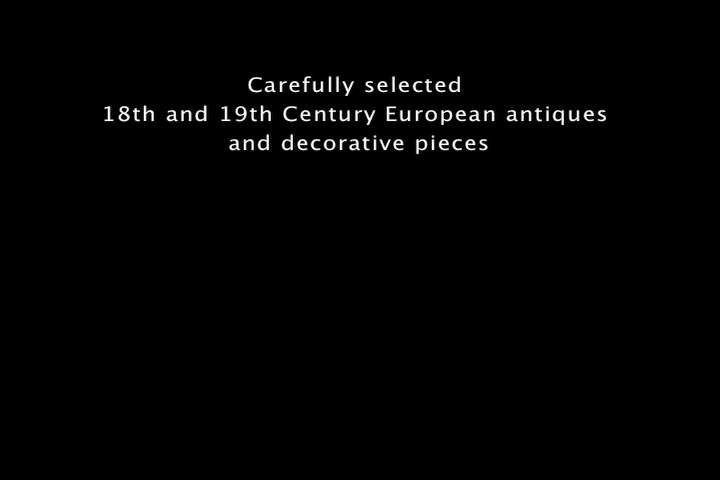 Carefully selected
18th and 19th Century European antiques
and decorative pieces